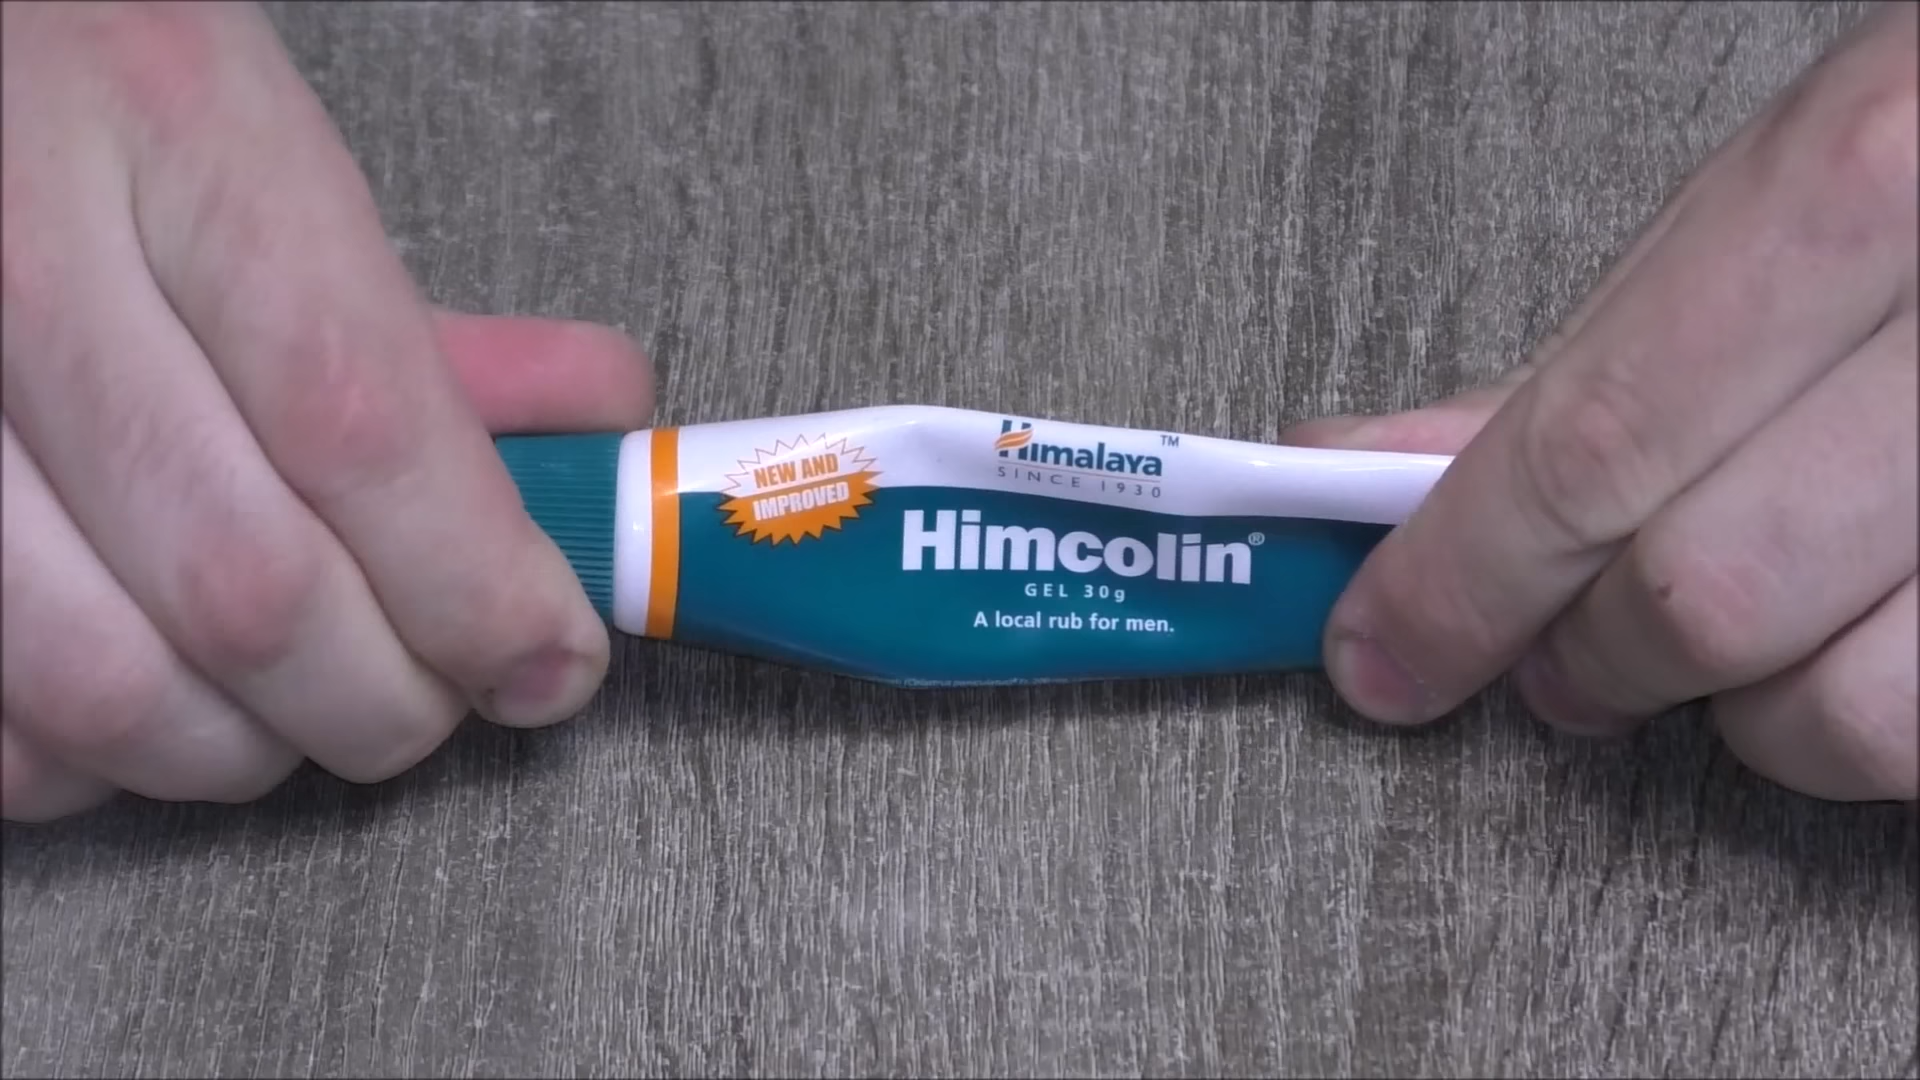 NEW AND
IMPROVED
Himalaya™
SINCE 1930
Himcolin®
GEL 30g
A local rub for men.